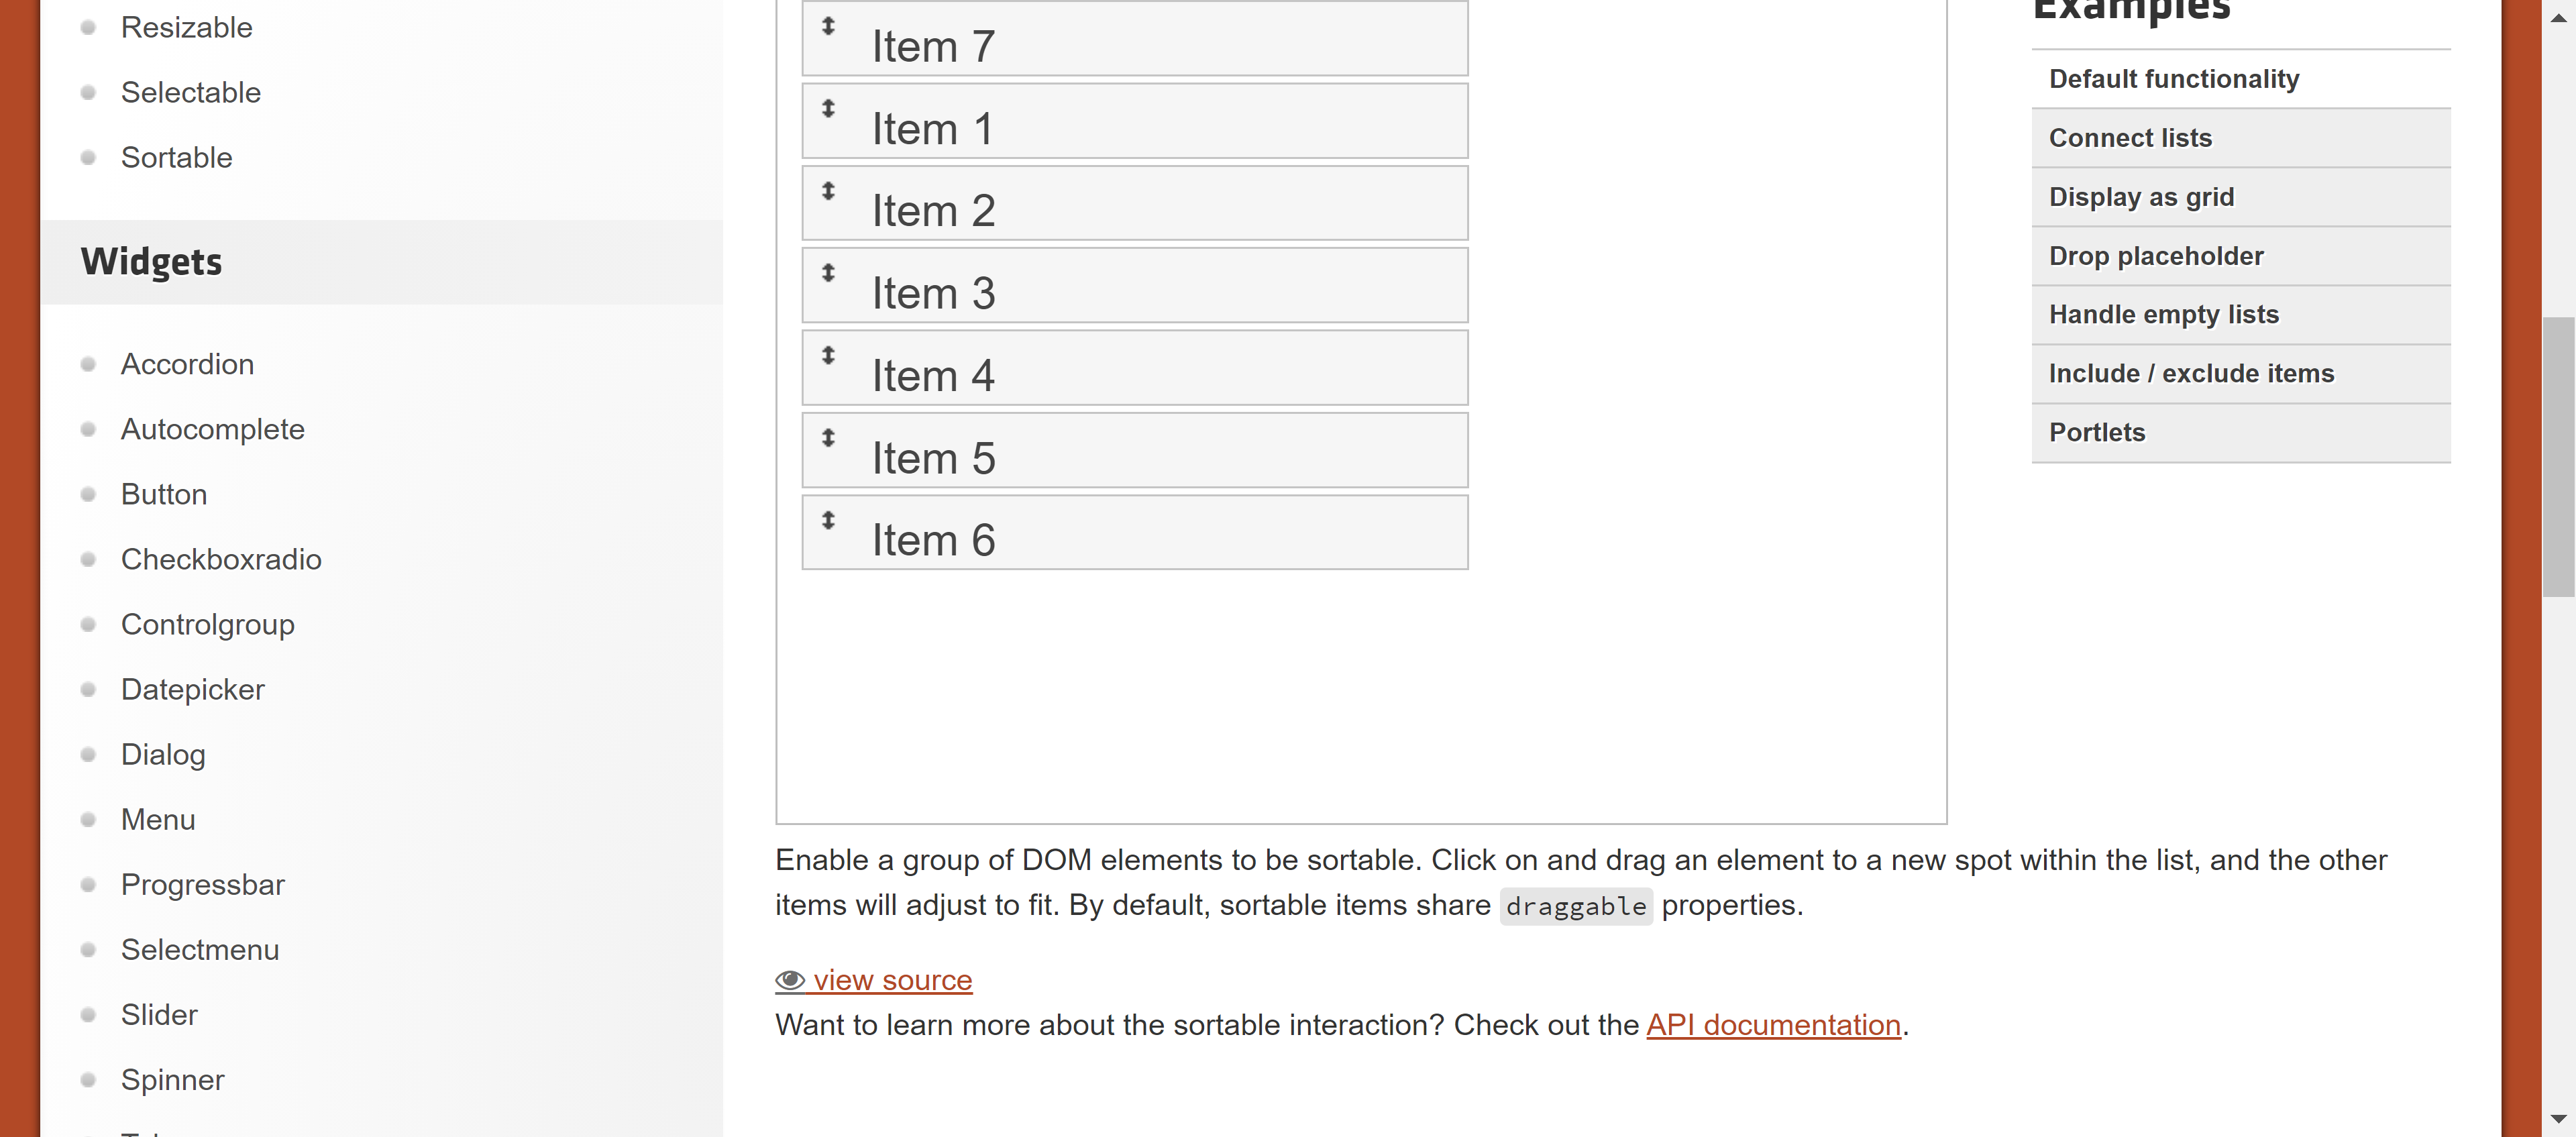 Resizable
Selectable
Sortable
Widgets
Accordion
Autocomplete
Button
Checkboxradio
Controlgroup
Datepicker
Dialog
Menu
Progressbar
Selectmenu
Slider
Spinner
Item 7
Item 1
Item 2
Item 3
Item 4
Item 5
Item 6
Enable a group of DOM elements to be sortable. Click on and drag an element to a new spot within the list, and the other
items will adjust to fit. By default, sortable items share draggable properties.
view source
Want to learn more about the sortable interaction? Check out the API documentation.
Examples
Default functionality
Connect lists
Display as grid
Drop placeholder
Handle empty lists
Include / exclude items
Portlets